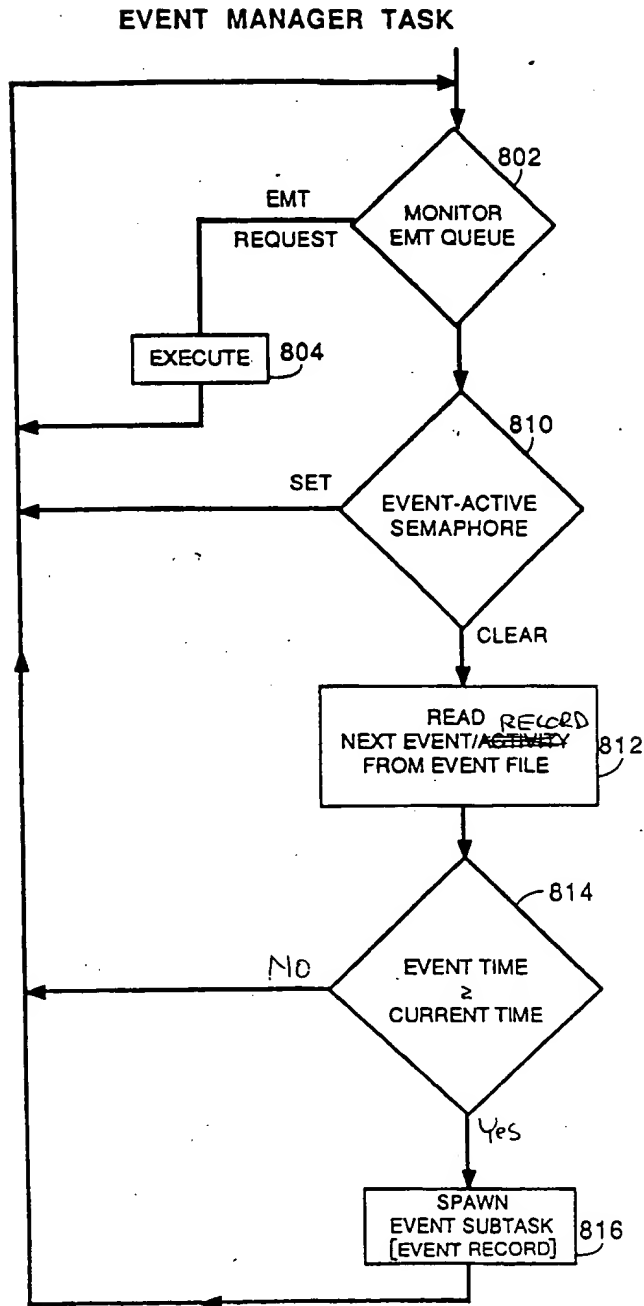 EVENT MANAGER TASK
802
MONITOR
EMT QUEUE
EMT
REQUEST
EXECUTE
804
810
SET
EVENT-ACTIVE
SEMAPHORE
CLEAR
READ RECORD
NEXT EVENT/ACTIVITY
FROM EVENT FILE
812
814
NO
EVENT TIME
≥
CURRENT TIME
Yes
SPAWN
EVENT SUBTASK
[EVENT RECORD]
816